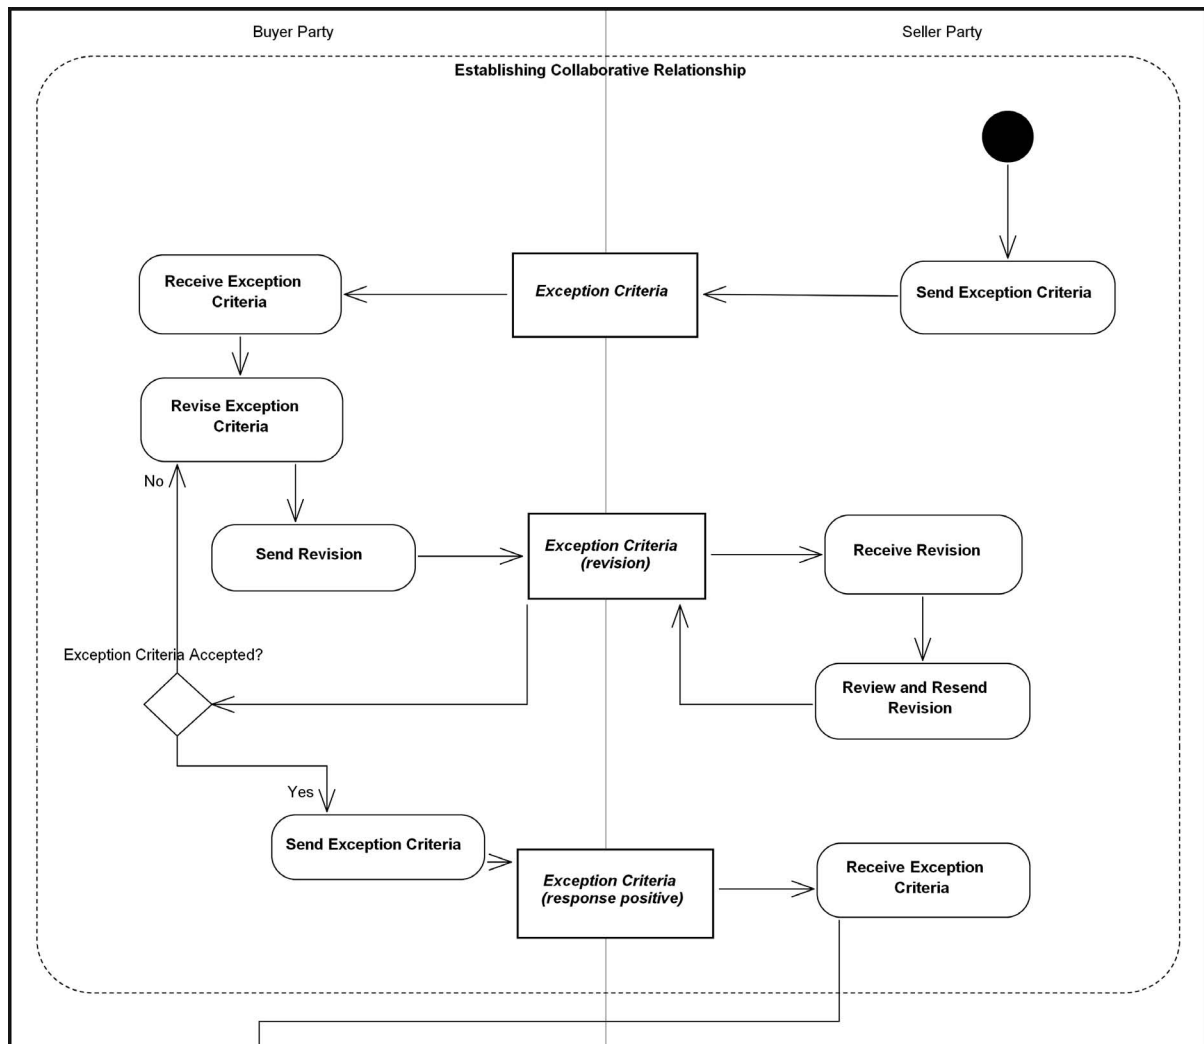 Buyer Party
Seller Party
Establishing Collaborative Relationship
Receive Exception
Criteria
Exception Criteria
Send Exception Criteria
Revise Exception
Criteria
No
Send Revision
Exception Criteria
(revision)
Receive Revision
Exception Criteria Accepted?
Review and Resend
Revision
Yes
Send Exception Criteria
Exception Criteria
(response positive)
Receive Exception
Criteria